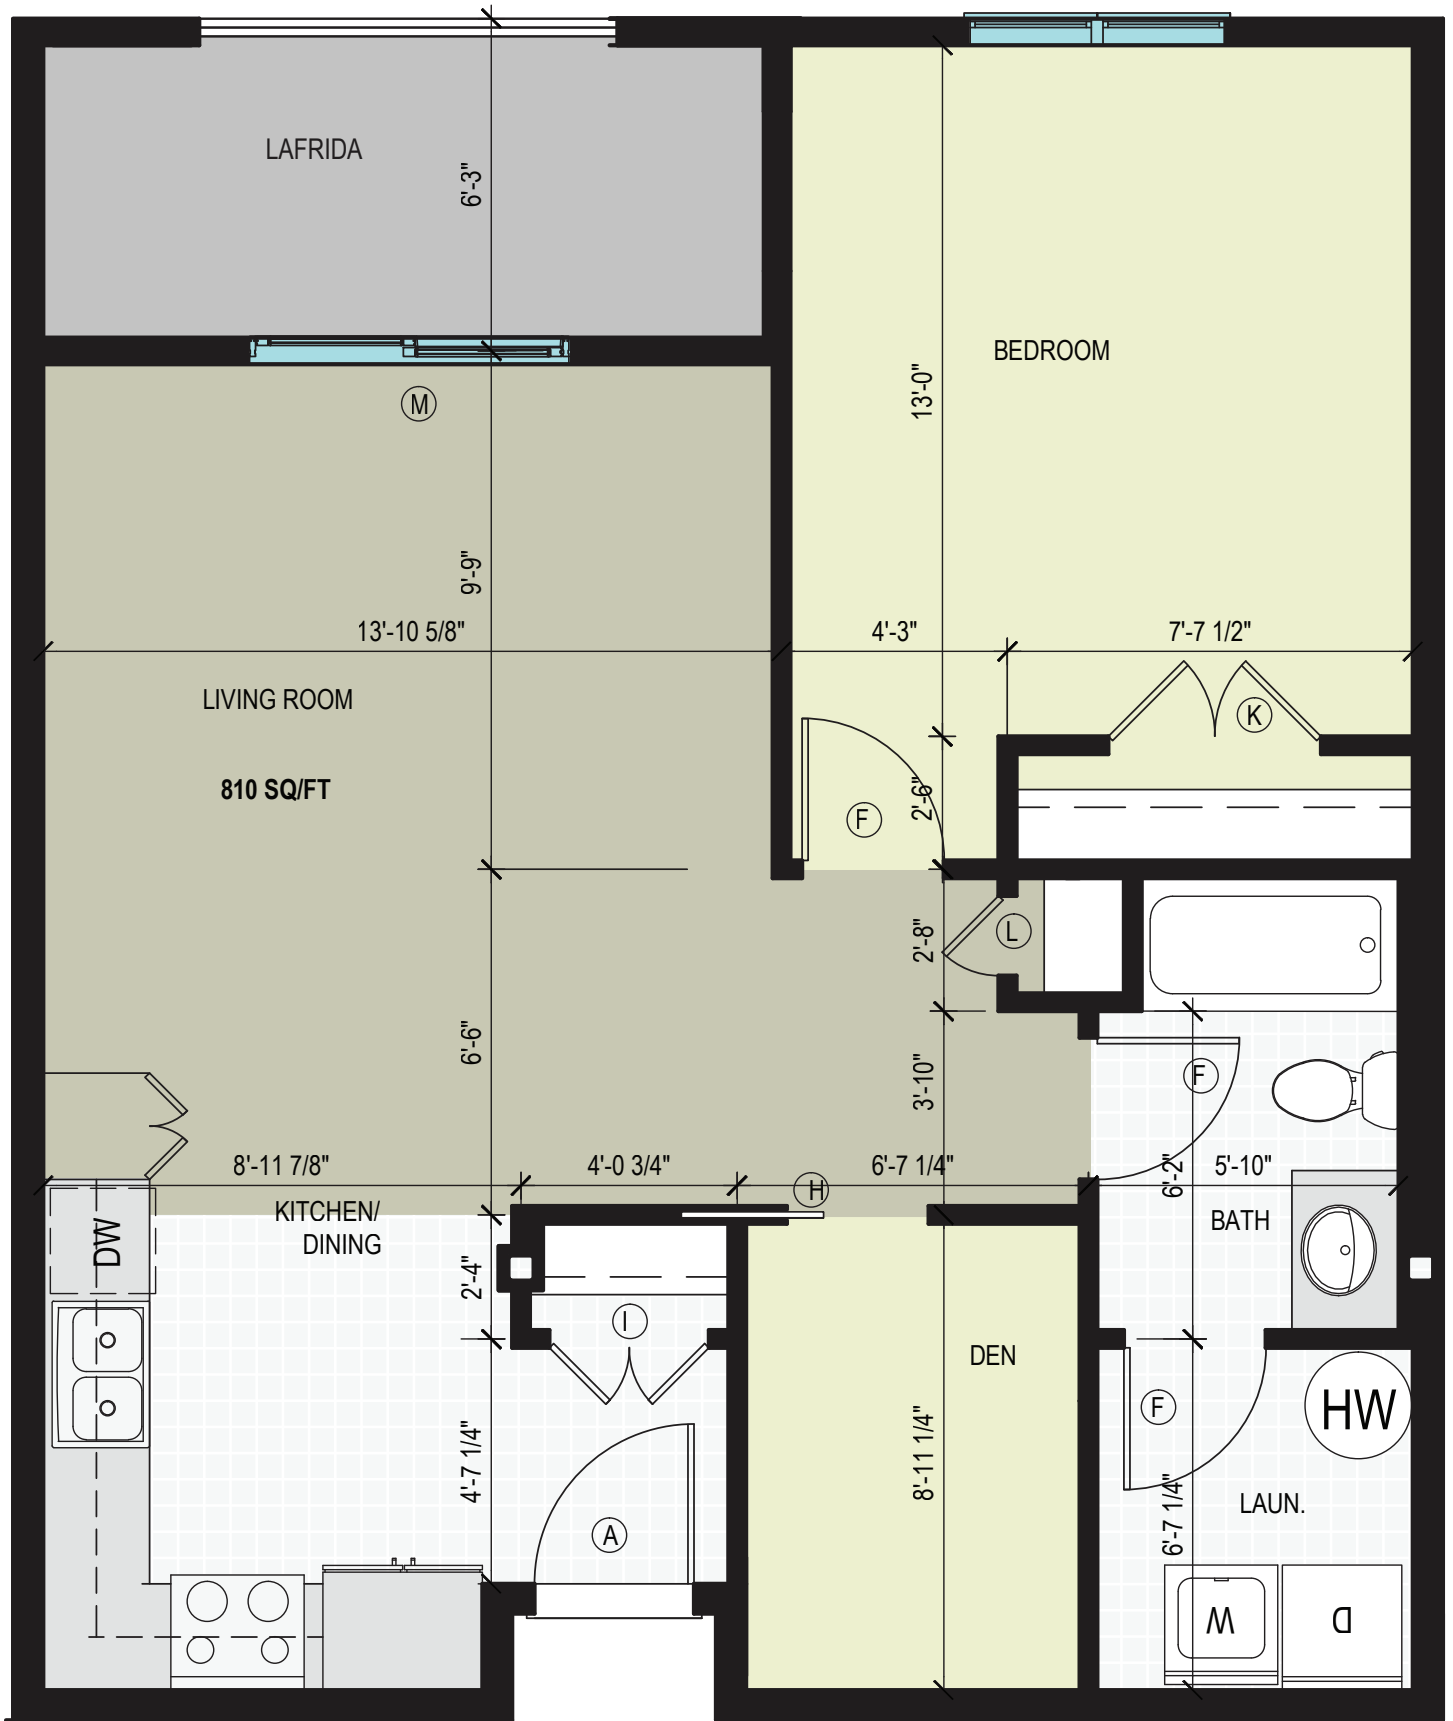 LAFRIDA
6'-3"
BEDROOM
13'-0"
M
9'-9"
13'-10 5/8"
4'-3"
7'-7 1/2"
LIVING ROOM
K
810 SQ/FT
2'-6"
F
2'-8"
L
6'-6"
3'-10"
F
8'-11 7/8"
4'-0 3/4"
6'-7 1/4"
6'-2"
5'-10"
H
KITCHEN/
DINING
BATH
DW
2'-4"
I
DEN
HW
F
4'-7 1/4"
8'-11 1/4"
6'-7 1/4"
LAUN.
A
W
D